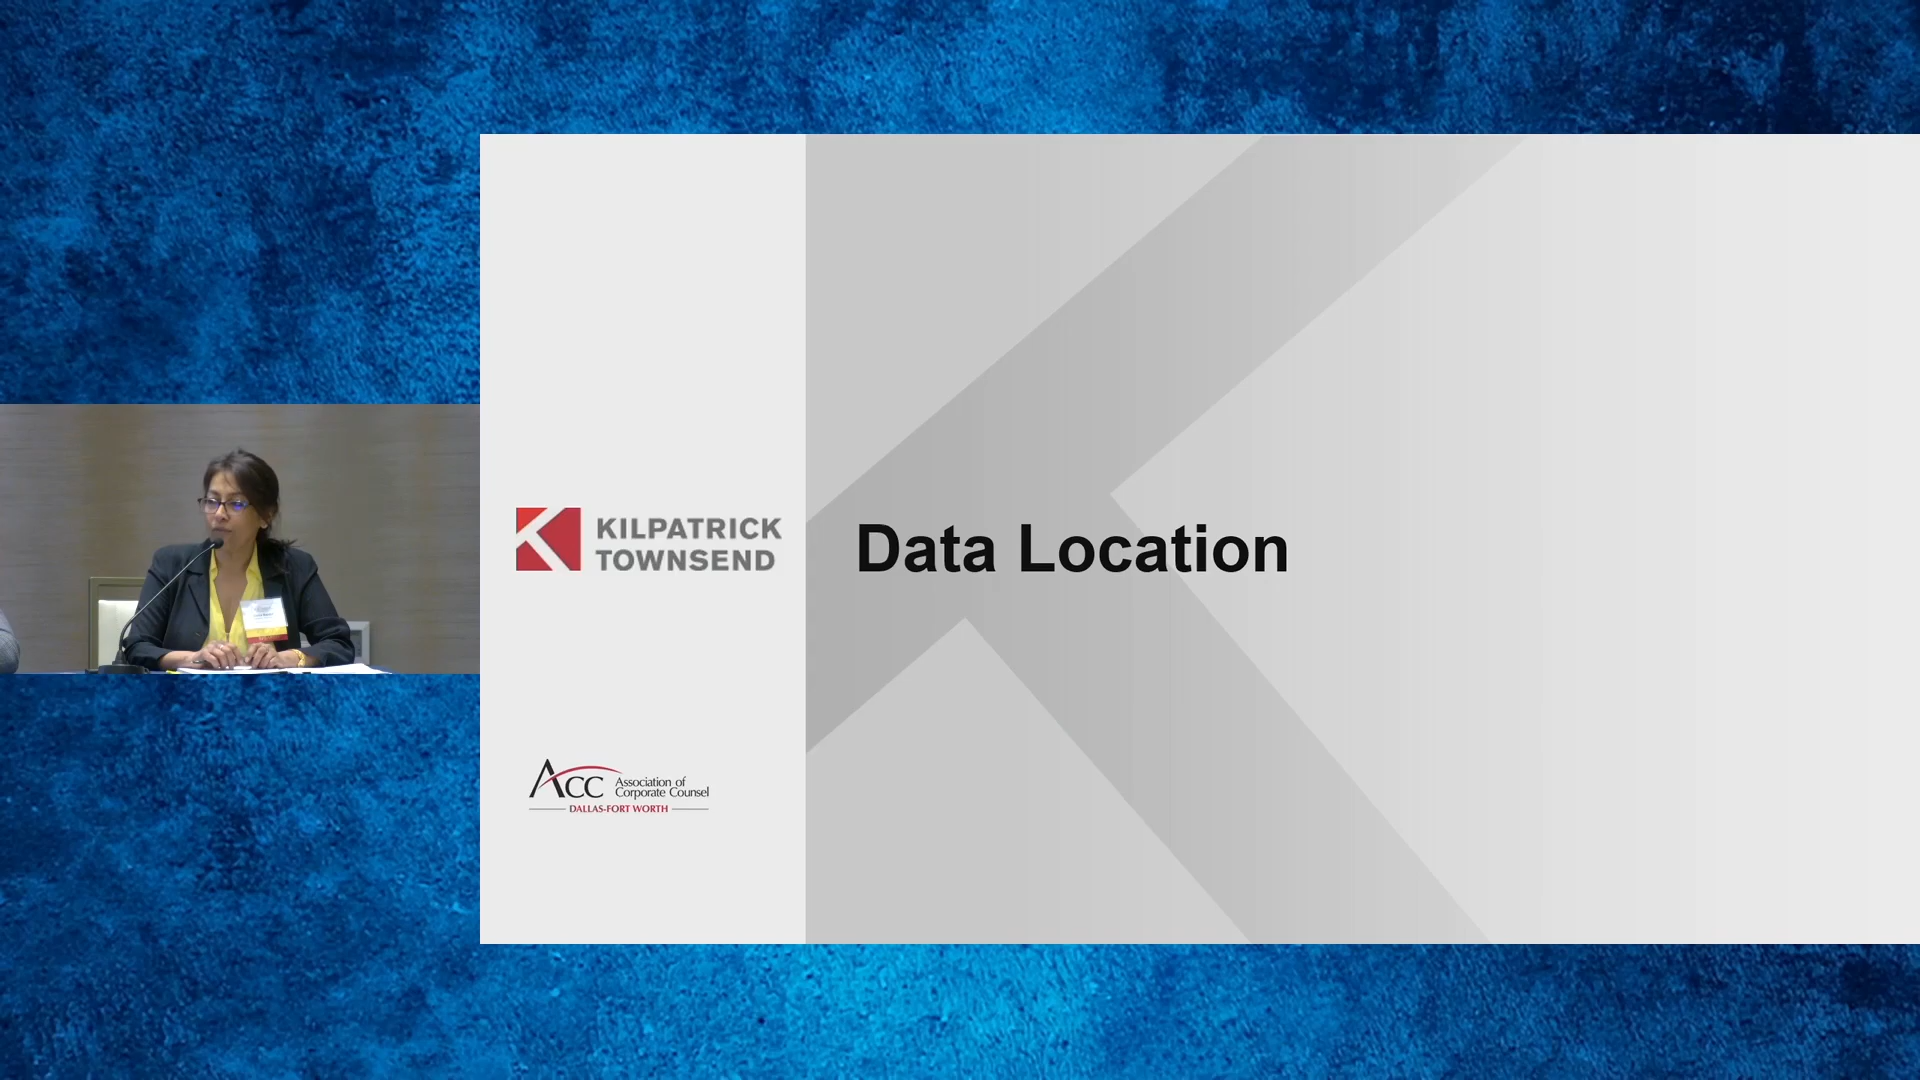 KILPATRICK
TOWNSEND
Data Location
ACC Association of
Corporate Counsel
DALLAS-FORT WORTH